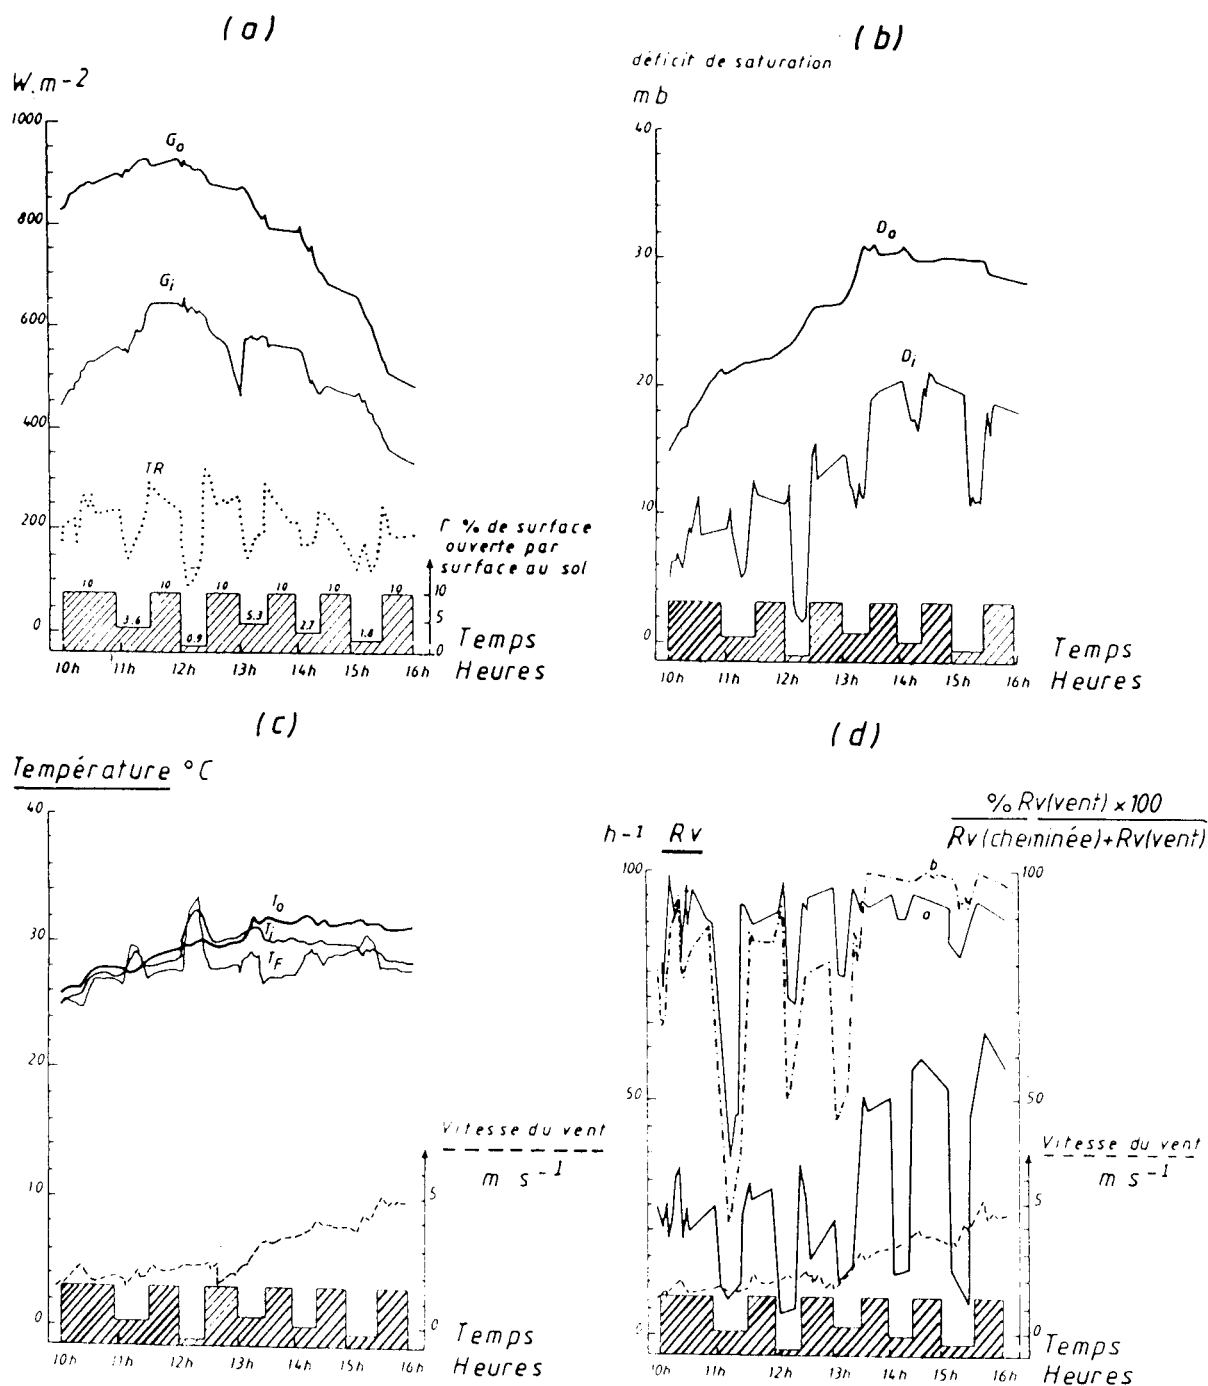 (a)
W.m-2
1000
800
600
400
200
0
Go
Gi
TR
Γ % de surface
ouverte par
surface au sol
10
5
0
10
3.6
10
0.9
10
5.3
10
2.7
10
1.8
10
10h 11h 12h 13h 14h 15h 16h
Temps
Heures
(b)
déficit de saturation
mb
40
30
20
10
0
Do
Di
10h 11h 12h 13h 14h 15h 16h
Temps
Heures
(c)
Température °C
40
30
20
10
0
To
Ti
TF
Vitesse du vent
m s-1
5
0
10h 11h 12h 13h 14h 15h 16h
Temps
Heures
(d)
h-1 Rv
% Rv(vent) x100
Rv(cheminée)+Rv(vent)
100
50
0
b
a
100
50
Vitesse du vent
m s-1
5
0
10h 11h 12h 13h 14h 15h 16h
Temps
Heures